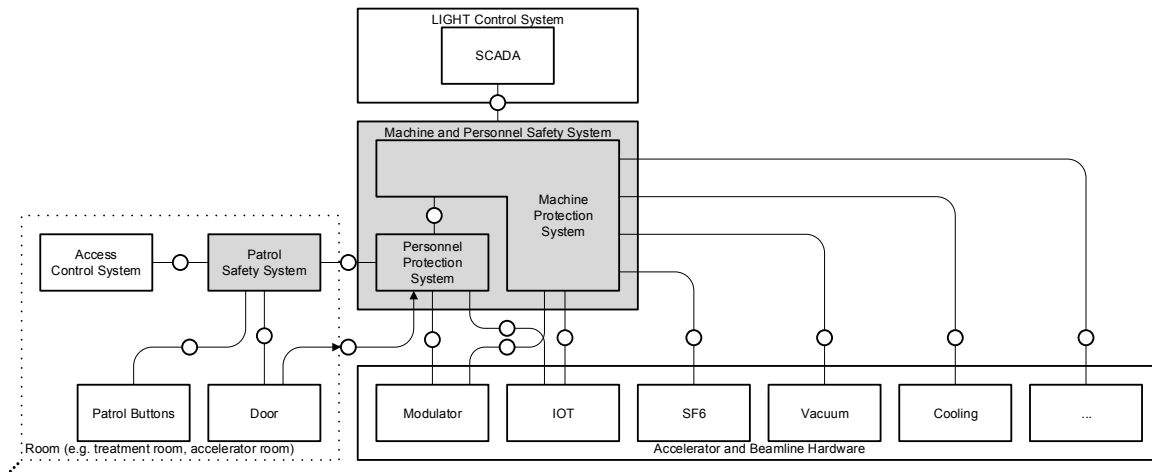 LIGHT Control System
SCADA
Machine and Personnel Safety System
Machine
Protection
System
Personnel
Protection
System
Access
Control System
Patrol
Safety System
Patrol Buttons
Door
Modulator
IOT
SF6
Vacuum
Cooling
...
Room (e.g. treatment room, accelerator room)
Accelerator and Beamline Hardware